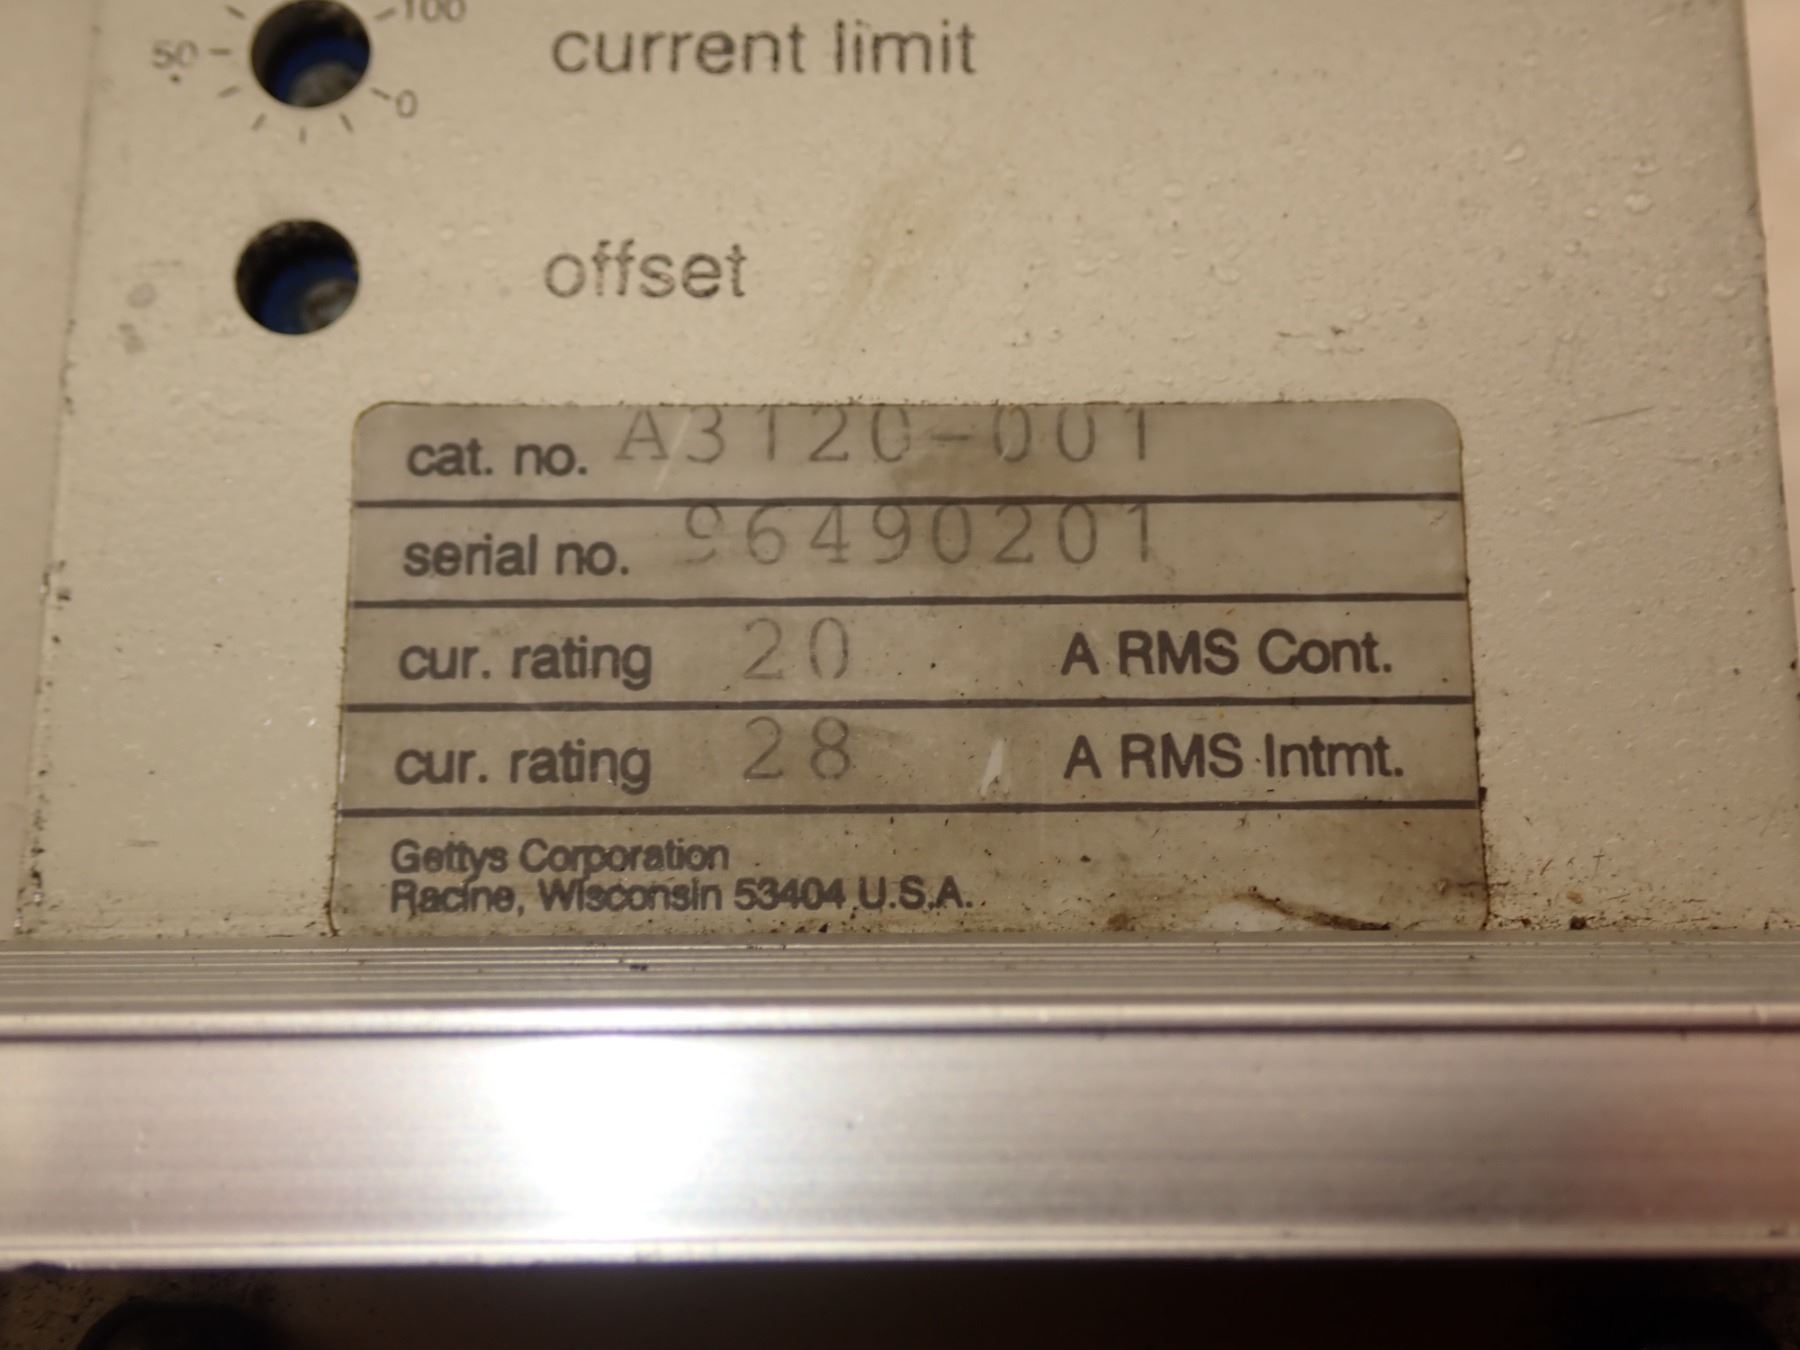 100
50
current limit
0
offset
cat. no. A3120-001
serial no. 96490201
cur. rating 20 A RMS Cont.
cur. rating 28 A RMS Intmt.
Gettys Corporation
Racine, Wisconsin 53404 U.S.A.